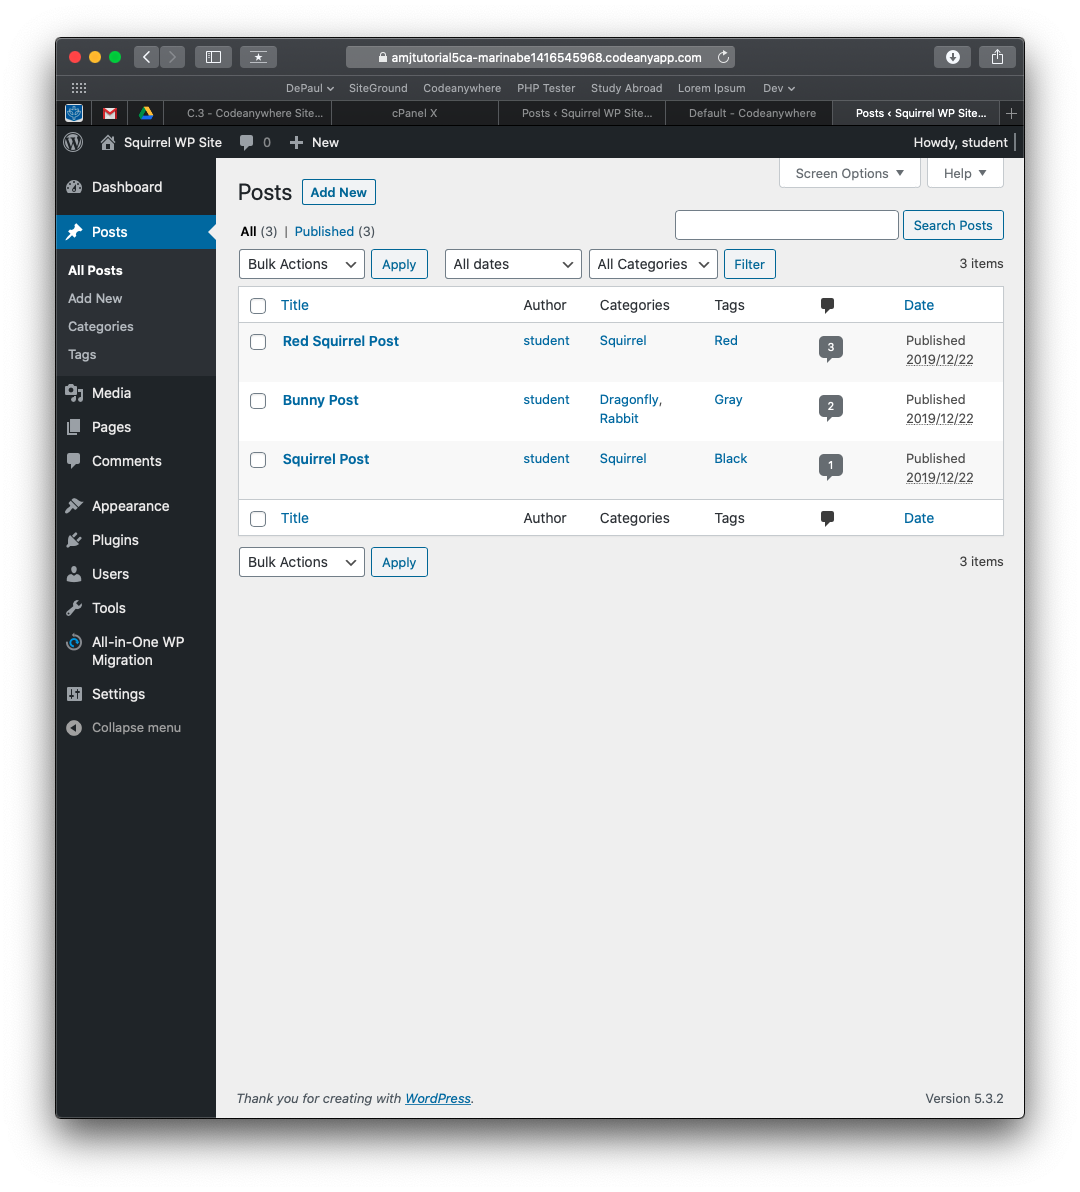 amjtutorial5ca-marinabe1416545968.codeanyapp.com
DePaul SiteGround Codeanywhere PHP Tester Study Abroad Lorem Ipsum Dev
C.3 - Codeanywhere Site... cPanel X Posts ‹ Squirrel WP Site... Default - Codeanywhere Posts ‹ Squirrel WP Site...
Squirrel WP Site 0 New Howdy, student
Dashboard
Posts
All Posts
Add New
Categories
Tags
Media
Pages
Comments
Appearance
Plugins
Users
Tools
All-in-One WP
Migration
Settings
Collapse menu
Screen Options Help
Posts Add New
All (3) | Published (3) Search Posts
Bulk Actions Apply All dates All Categories Filter 3 items
Title Author Categories Tags Date
Red Squirrel Post student Squirrel Red 3 Published
2019/12/22
Bunny Post student Dragonfly, Gray 2 Published
Rabbit 2019/12/22
Squirrel Post student Squirrel Black 1 Published
2019/12/22
Title Author Categories Tags Date
Bulk Actions Apply 3 items
Thank you for creating with WordPress. Version 5.3.2